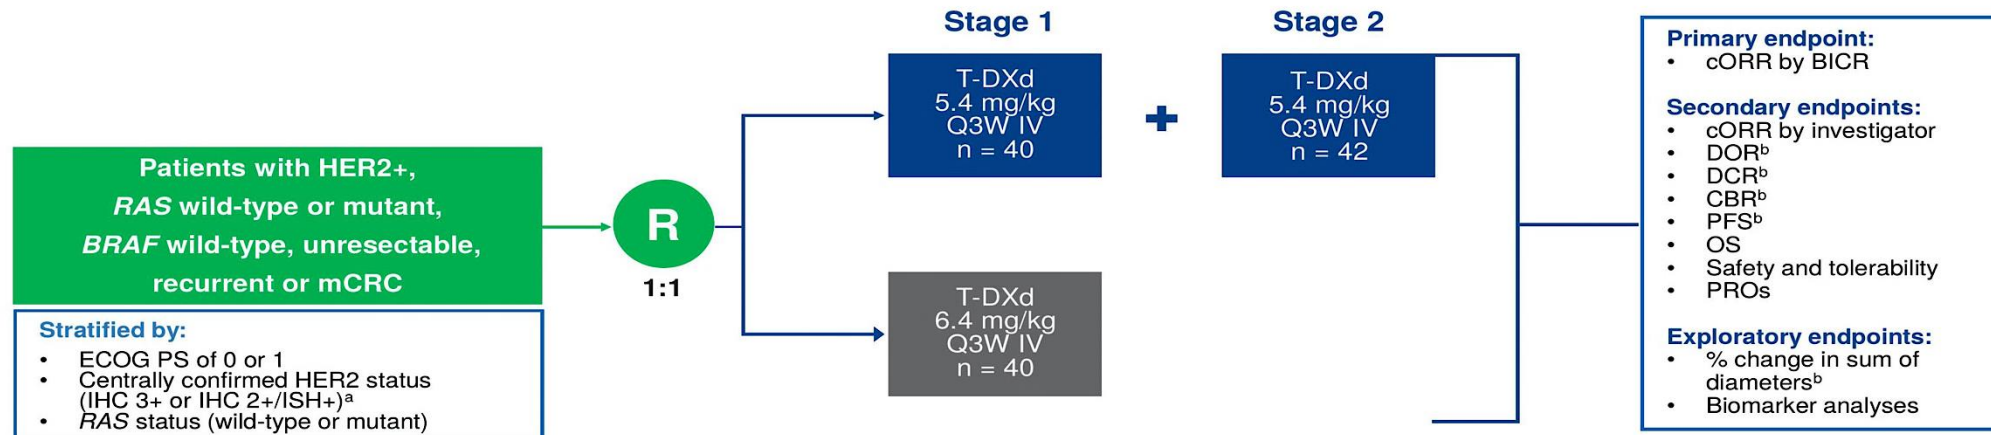 Patients with HER2+,
RAS wild-type or mutant,
BRAF wild-type, unresectable,
recurrent or mCRC
Stratified by:
• ECOG PS of 0 or 1
• Centrally confirmed HER2 status
(IHC 3+ or IHC 2+/ISH+)ᵃ
• RAS status (wild-type or mutant)
R
1:1
Stage 1
T-DXd
5.4 mg/kg
Q3W IV
n = 40
+
Stage 2
T-DXd
5.4 mg/kg
Q3W IV
n = 42
T-DXd
6.4 mg/kg
Q3W IV
n = 40
Primary endpoint:
• cORR by BICR
Secondary endpoints:
• cORR by investigator
• DORᵇ
• DCRᵇ
• CBRᵇ
• PFSᵇ
• OS
• Safety and tolerability
• PROs
Exploratory endpoints:
• % change in sum of
diametersᵇ
• Biomarker analyses